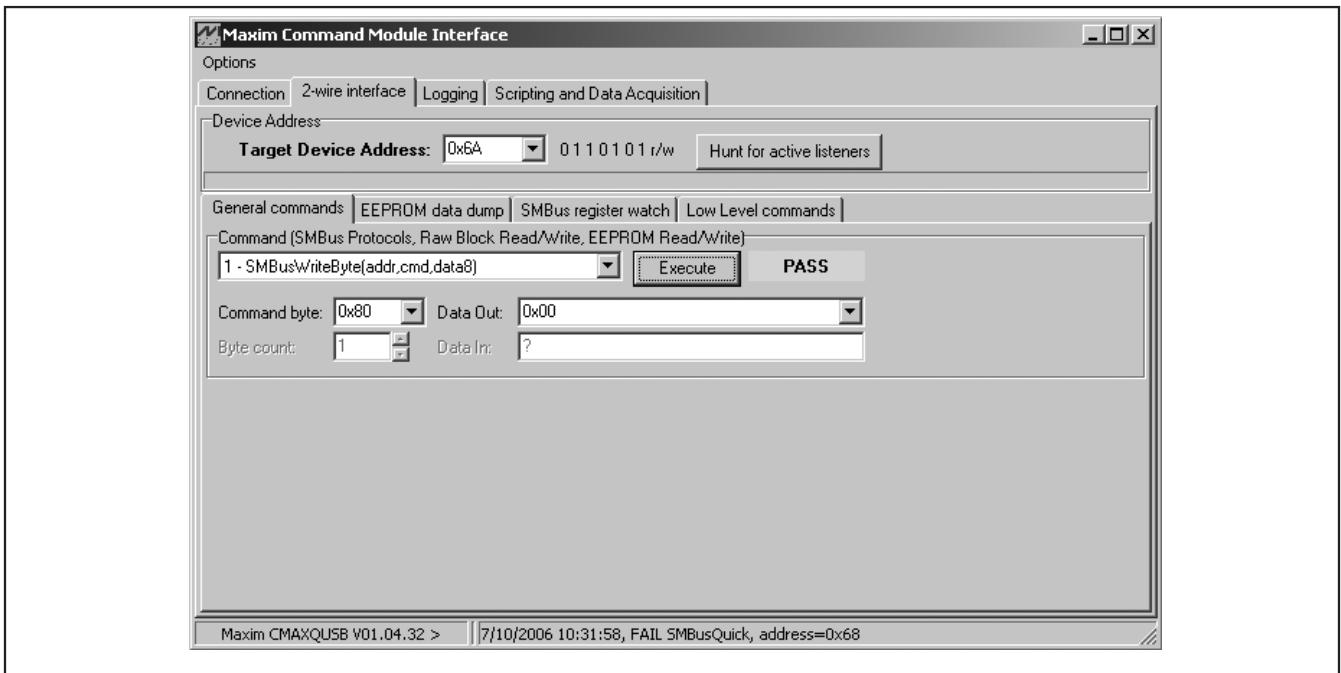 Maxim Command Module Interface
Options
Connection 2-wire interface Logging Scripting and Data Acquisition
Device Address
Target Device Address: 0x6A 0 1 1 0 1 0 1 r/w Hunt for active listeners
General commands EEPROM data dump SMBus register watch Low Level commands
Command (SMBus Protocols, Raw Block Read/Write, EEPROM Read/Write)
1 - SMBusWriteByte(addr,cmd,data8) Execute PASS
Command byte: 0x80 Data Out: 0x00
Byte count: 1 Data In: ?
Maxim CMAXQUSB V01.04.32 > 7/10/2006 10:31:58, FAIL SMBusQuick, address=0x68